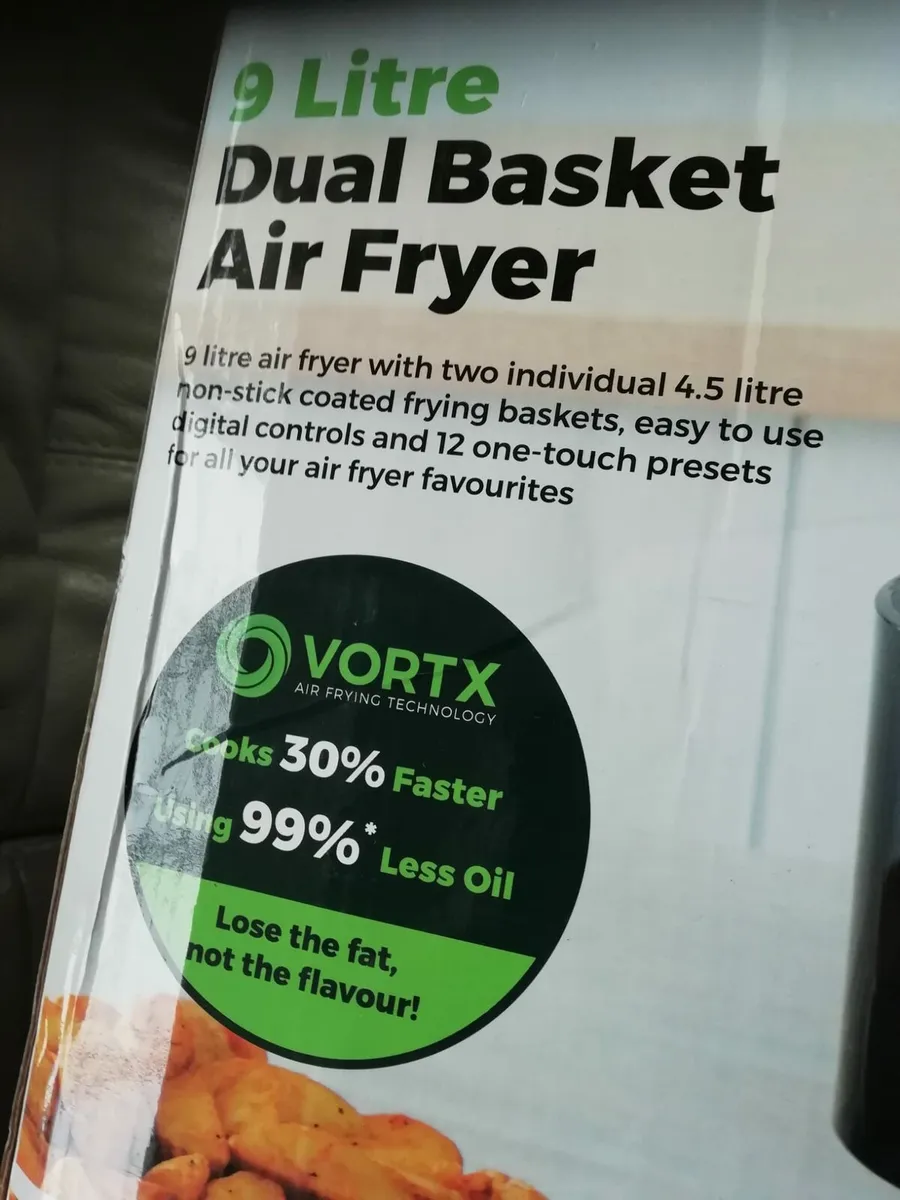 9 Litre
Dual Basket
Air Fryer
9 litre air fryer with two individual 4.5 litre
non-stick coated frying baskets, easy to use
digital controls and 12 one-touch presets
for all your air fryer favourites
VORTX
AIR FRYING TECHNOLOGY
Cooks 30% Faster
Using 99%* Less Oil
Lose the fat,
not the flavour!